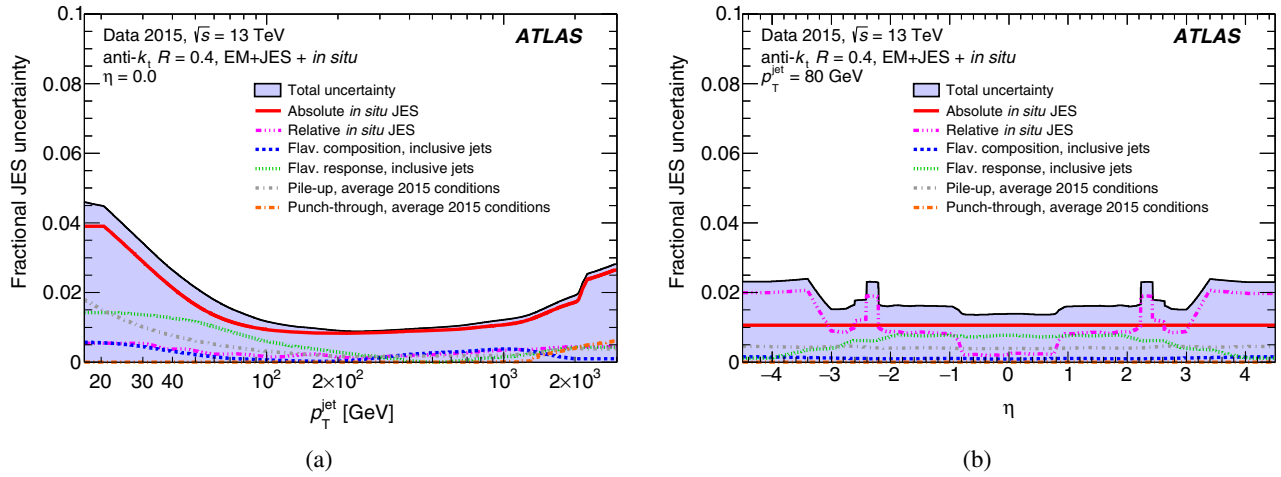 Data 2015, √s = 13 TeV
ATLAS
anti-kt R = 0.4, EM+JES + in situ
η = 0.0
Total uncertainty
Absolute in situ JES
Relative in situ JES
Flav. composition, inclusive jets
Flav. response, inclusive jets
Pile-up, average 2015 conditions
Punch-through, average 2015 conditions
Fractional JES uncertainty
0.1
0.08
0.06
0.04
0.02
0
20 30 40 10² 2×10² 10³ 2×10³
pTjet [GeV]
(a)
Data 2015, √s = 13 TeV
ATLAS
anti-kt R = 0.4, EM+JES + in situ
pTjet = 80 GeV
Total uncertainty
Absolute in situ JES
Relative in situ JES
Flav. composition, inclusive jets
Flav. response, inclusive jets
Pile-up, average 2015 conditions
Punch-through, average 2015 conditions
Fractional JES uncertainty
0.1
0.08
0.06
0.04
0.02
0
−4 −3 −2 −1 0 1 2 3 4
η
(b)